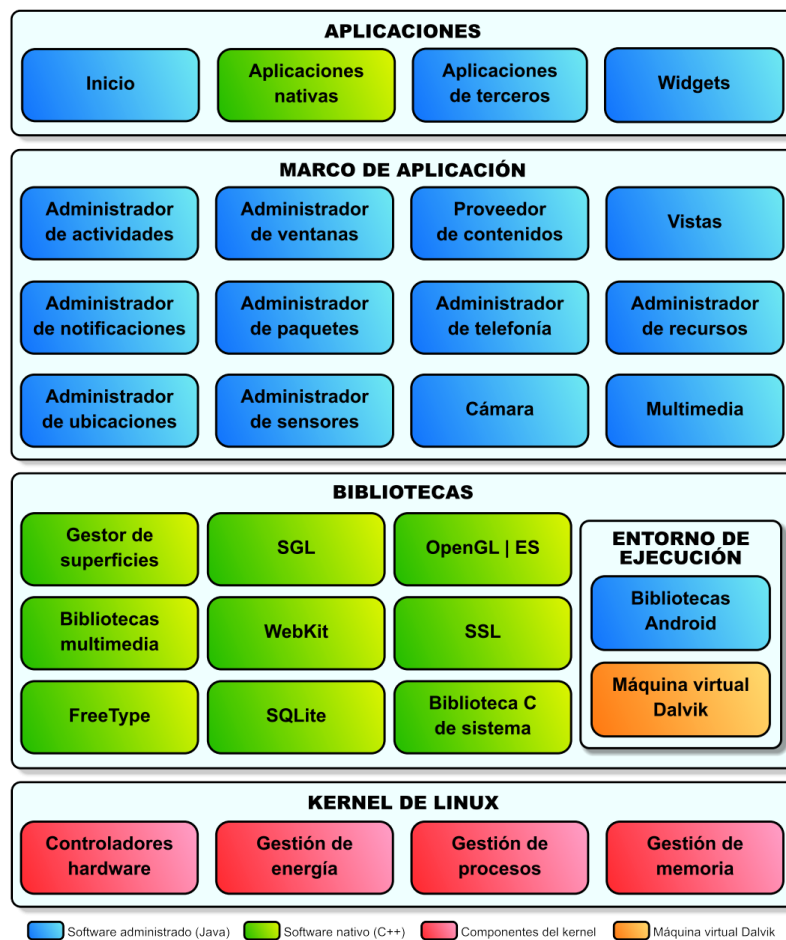 APLICACIONES
Inicio
Aplicaciones
nativas
Aplicaciones
de terceros
Widgets
MARCO DE APLICACIÓN
Administrador
de actividades
Administrador
de ventanas
Proveedor
de contenidos
Vistas
Administrador
de notificaciones
Administrador
de paquetes
Administrador
de telefonía
Administrador
de recursos
Administrador
de ubicaciones
Administrador
de sensores
Cámara
Multimedia
BIBLIOTECAS
Gestor de
superficies
SGL
OpenGL | ES
Bibliotecas
multimedia
WebKit
SSL
FreeType
SQLite
Biblioteca C
de sistema
ENTORNO DE
EJECUCIÓN
Bibliotecas
Android
Máquina virtual
Dalvik
KERNEL DE LINUX
Controladores
hardware
Gestión de
energía
Gestión de
procesos
Gestión de
memoria
Software administrado (Java)
Software nativo (C++)
Componentes del kernel
Máquina virtual Dalvik